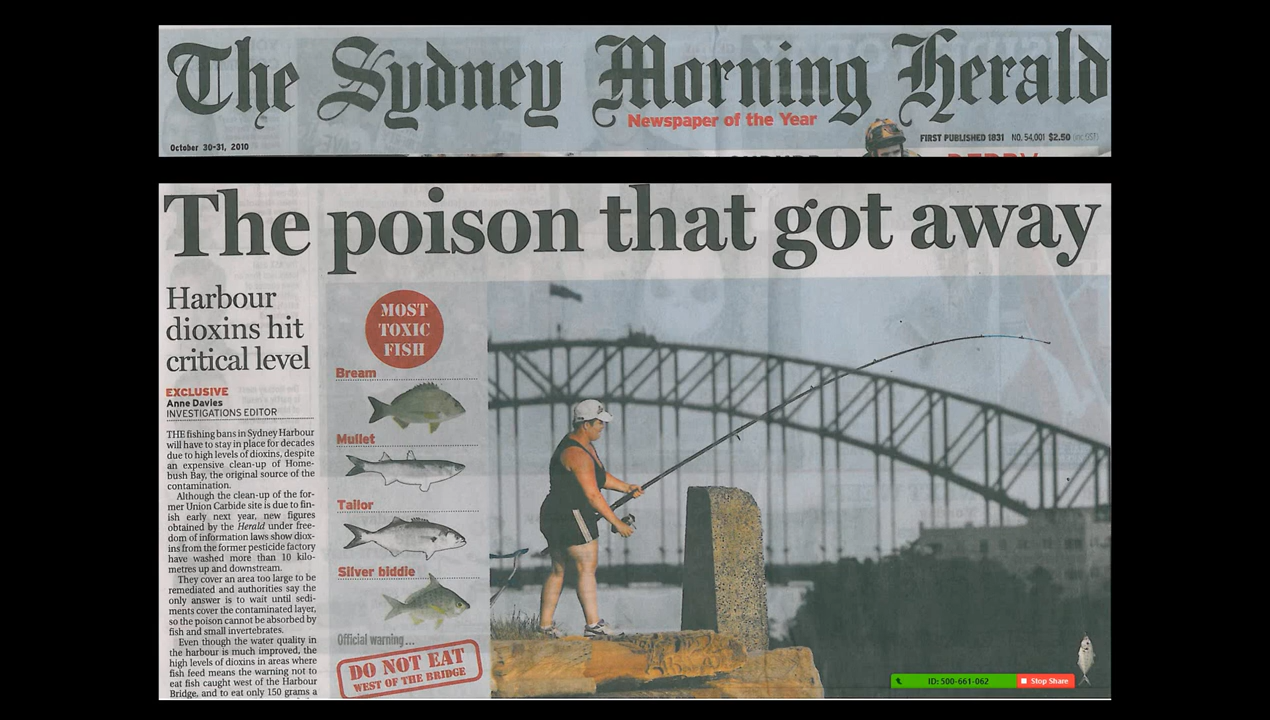 The Sydney Morning Herald
Newspaper of the Year
October 30-31, 2010
FIRST PUBLISHED 1831 NO. 54,001 $2.50 (inc GST)
The poison that got away
Harbour
dioxins hit
critical level
EXCLUSIVE
Anne Davies
INVESTIGATIONS EDITOR
THE fishing bans in Sydney Harbour
will have to stay in place for decades
due to high levels of dioxins, despite
an expensive clean-up of Home-
bush Bay, the original source of the
contamination.
Although the clean-up of the for-
mer Union Carbide site is due to fin-
ish early next year, new figures
obtained by the Herald under free-
dom of information laws show diox-
ins from the former pesticide factory
have washed more than 10 kilo-
metres up and downstream.
They cover an area too large to be
remediated and authorities say the
only answer is to wait until sedi-
ments cover the contaminated layer,
so the poison cannot be absorbed by
fish and small invertebrates.
Even though the water quality in
the harbour is much improved, the
high levels of dioxins in areas where
fish feed means the warning not to
eat fish caught west of the Harbour
Bridge, and to eat only 150 grams a
MOST
TOXIC
FISH
Bream
Mullet
Tailor
Silver biddie
Official warning ...
DO NOT EAT
WEST OF THE BRIDGE
ID: 500-661-062
Stop Share